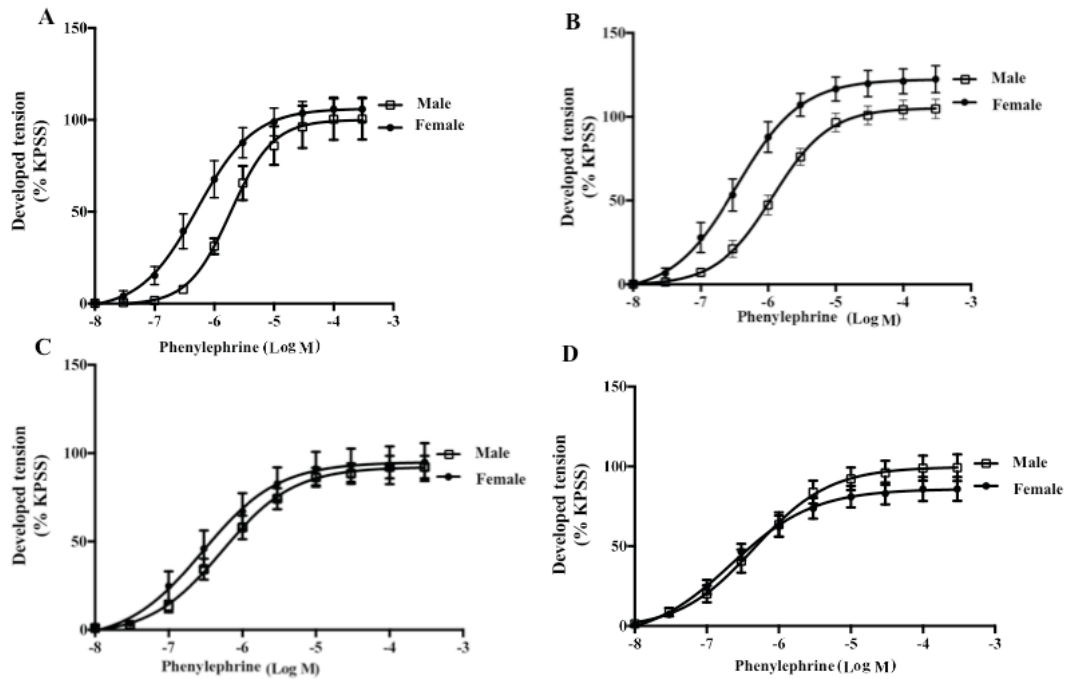 A
150
100
50
0
Developed tension
(% KPSS)
Male
Female
-8 -7 -6 -5 -4 -3
Phenylephrine (Log M)
B
150
100
50
0
Developed tension
(% KPSS)
Male
Female
-8 -7 -6 -5 -4 -3
Phenylephrine (Log M)
C
150
100
50
0
Developed tension
(% KPSS)
Male
Female
-8 -7 -6 -5 -4 -3
Phenylephrine (Log M)
D
150
100
50
0
Developed tension
(% KPSS)
Male
Female
-8 -7 -6 -5 -4 -3
Phenylephrine (Log M)